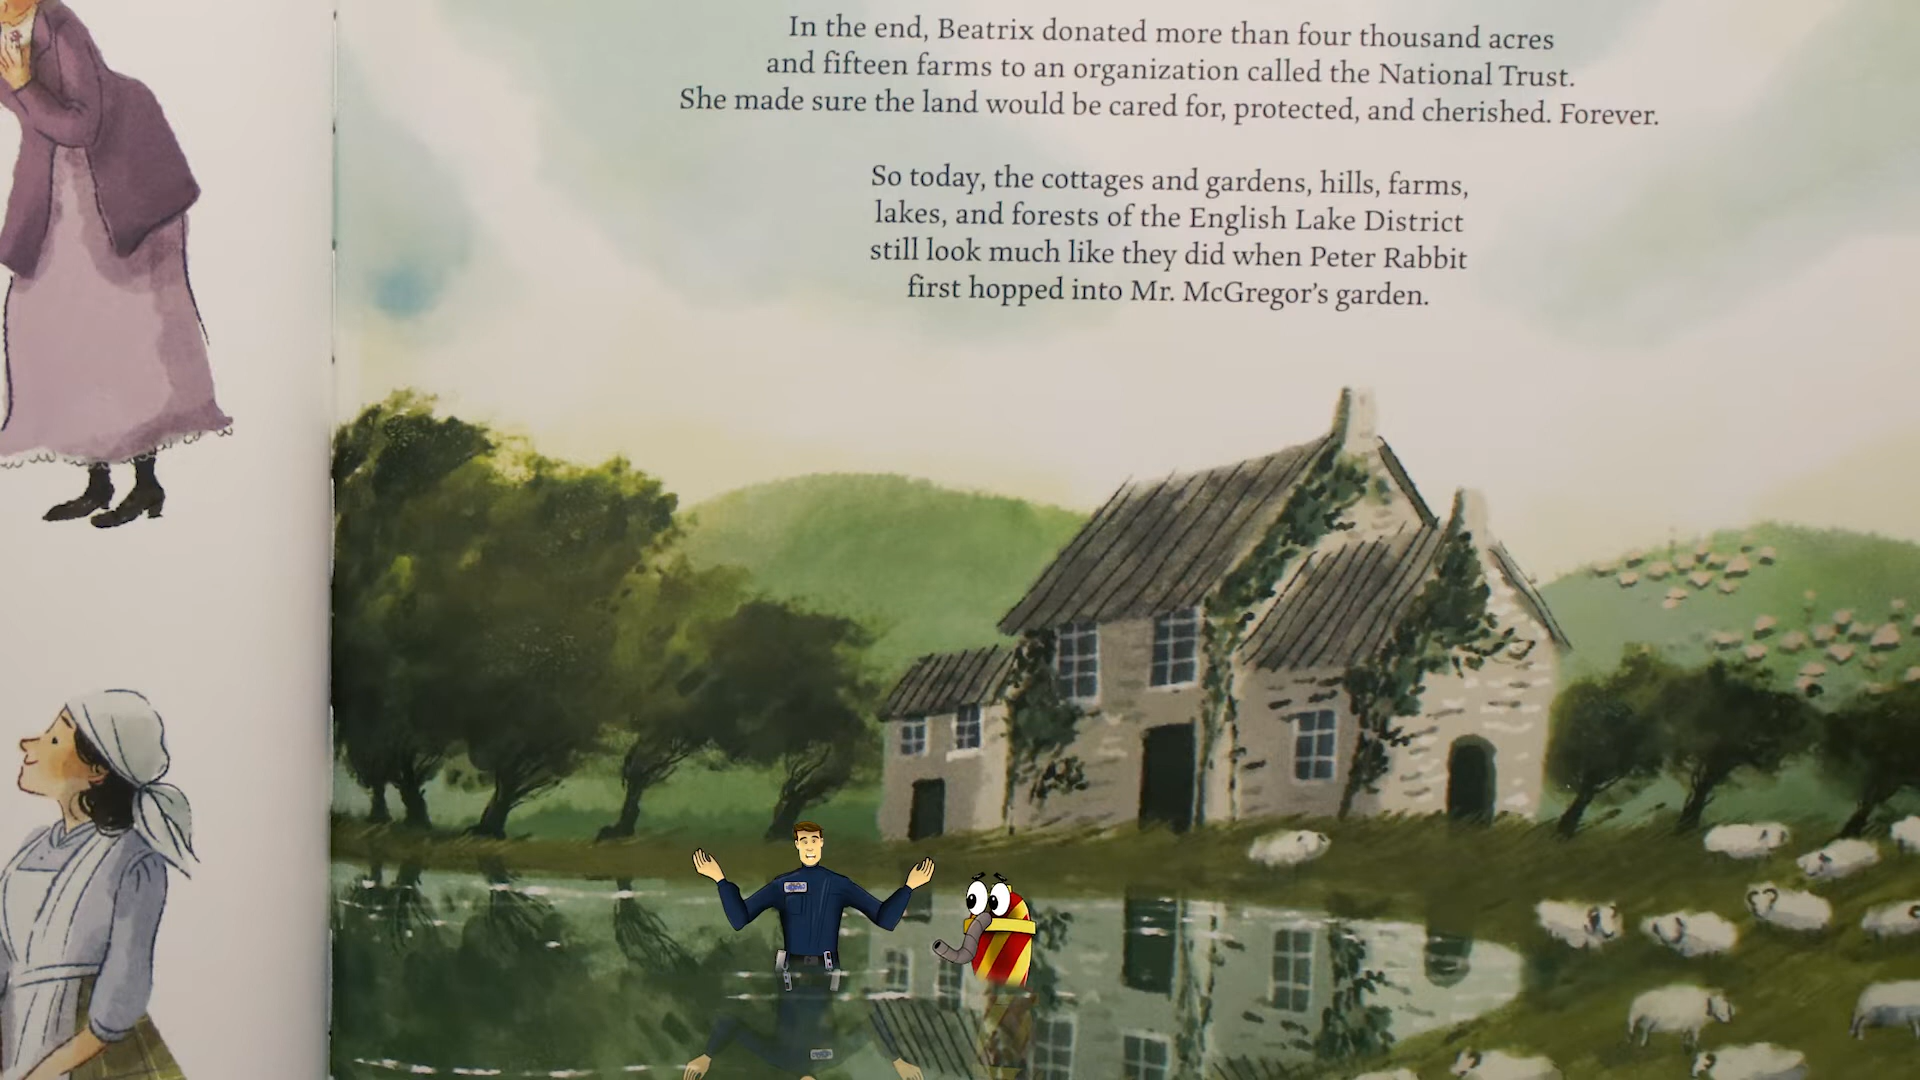 In the end, Beatrix donated more than four thousand acres
and fifteen farms to an organization called the National Trust.
She made sure the land would be cared for, protected, and cherished. Forever.
So today, the cottages and gardens, hills, farms,
lakes, and forests of the English Lake District
still look much like they did when Peter Rabbit
first hopped into Mr. McGregor's garden.